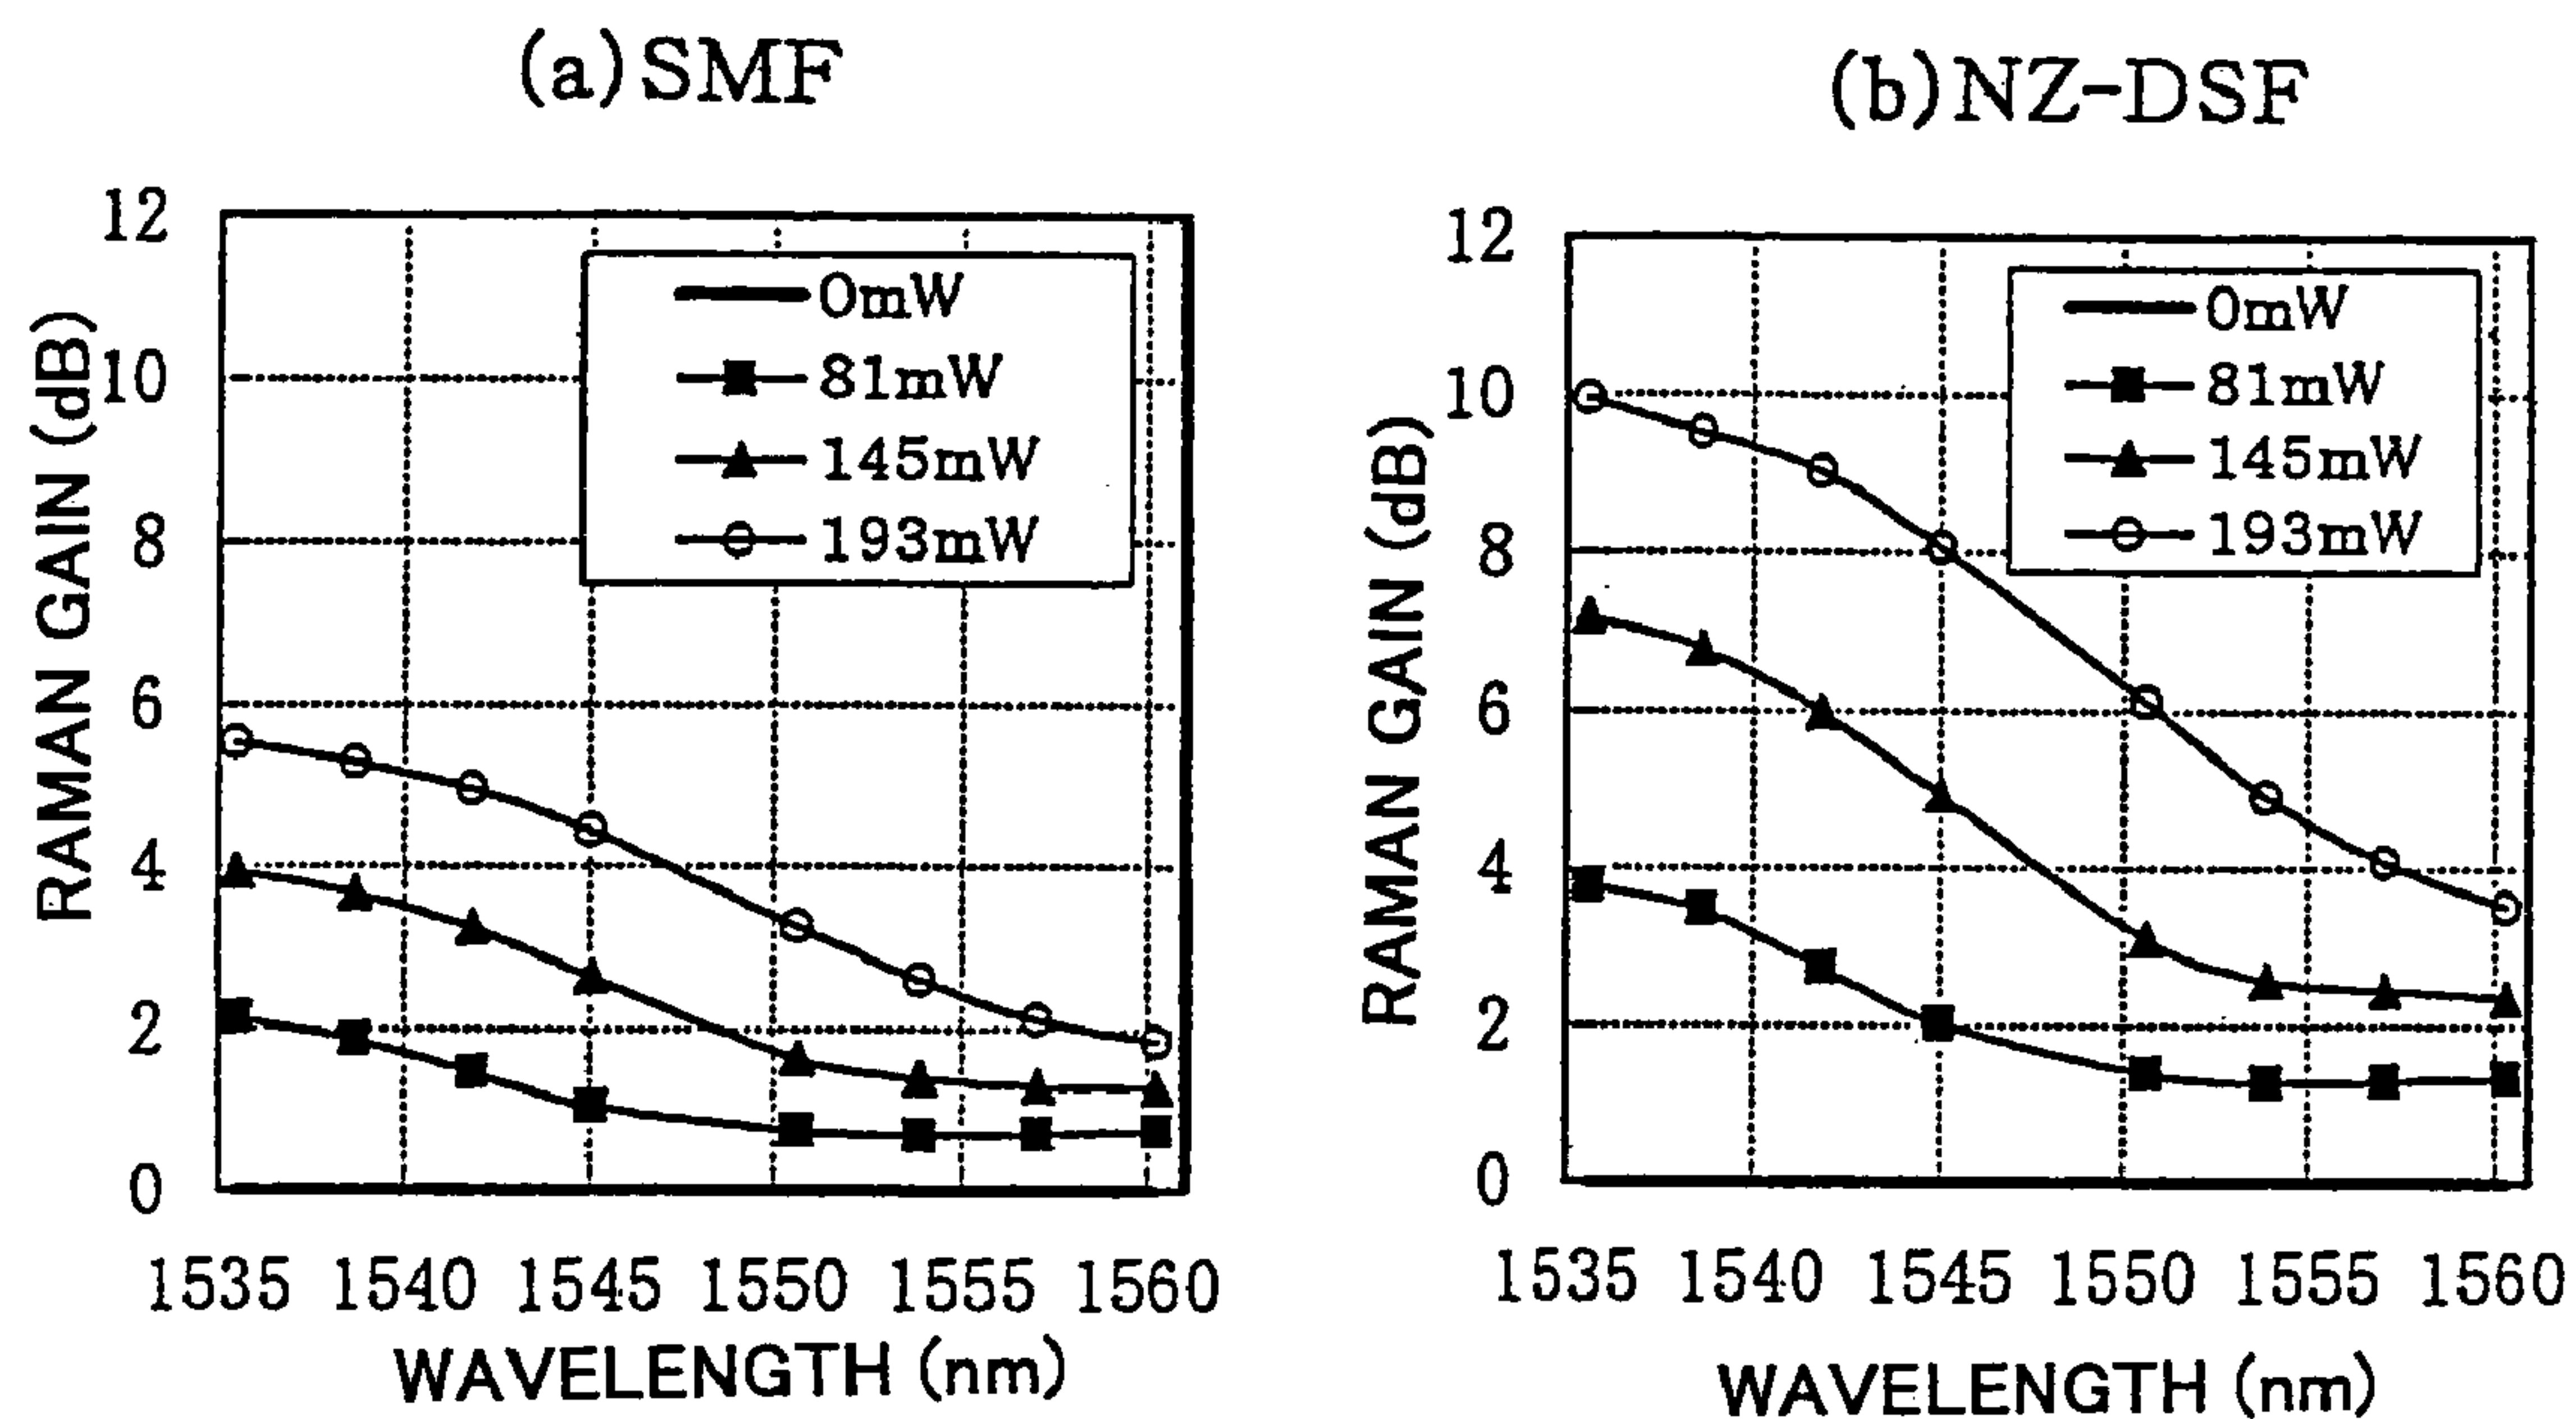 (a)SMF
RAMAN GAIN (dB)
12
10
8
6
4
2
0
0mW
81mW
145mW
193mW
1535 1540 1545 1550 1555 1560
WAVELENGTH (nm)
(b)NZ-DSF
RAMAN GAIN (dB)
12
10
8
6
4
2
0
0mW
81mW
145mW
193mW
1535 1540 1545 1550 1555 1560
WAVELENGTH (nm)